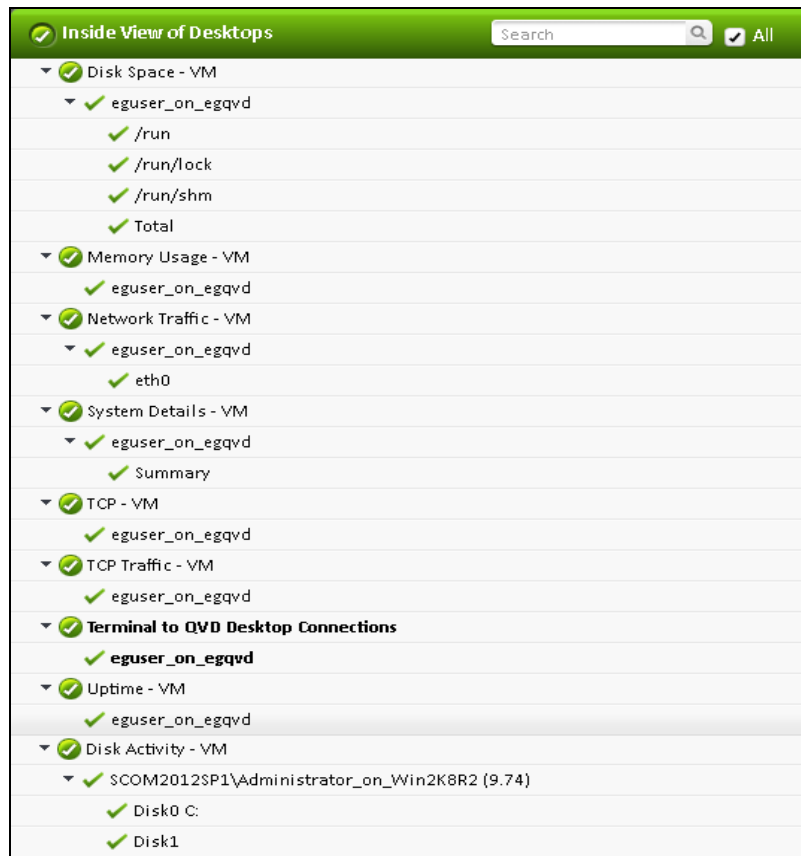 Inside View of Desktops Search All
Disk Space - VM
eguser_on_egqvd
/run
/run/lock
/run/shm
Total
Memory Usage - VM
eguser_on_egqvd
Network Traffic - VM
eguser_on_egqvd
eth0
System Details - VM
eguser_on_egqvd
Summary
TCP - VM
eguser_on_egqvd
TCP Traffic - VM
eguser_on_egqvd
Terminal to QVD Desktop Connections
eguser_on_egqvd
Uptime - VM
eguser_on_egqvd
Disk Activity - VM
SCOM2012SP1\Administrator_on_Win2K8R2 (9.74)
Disk0 C:
Disk1